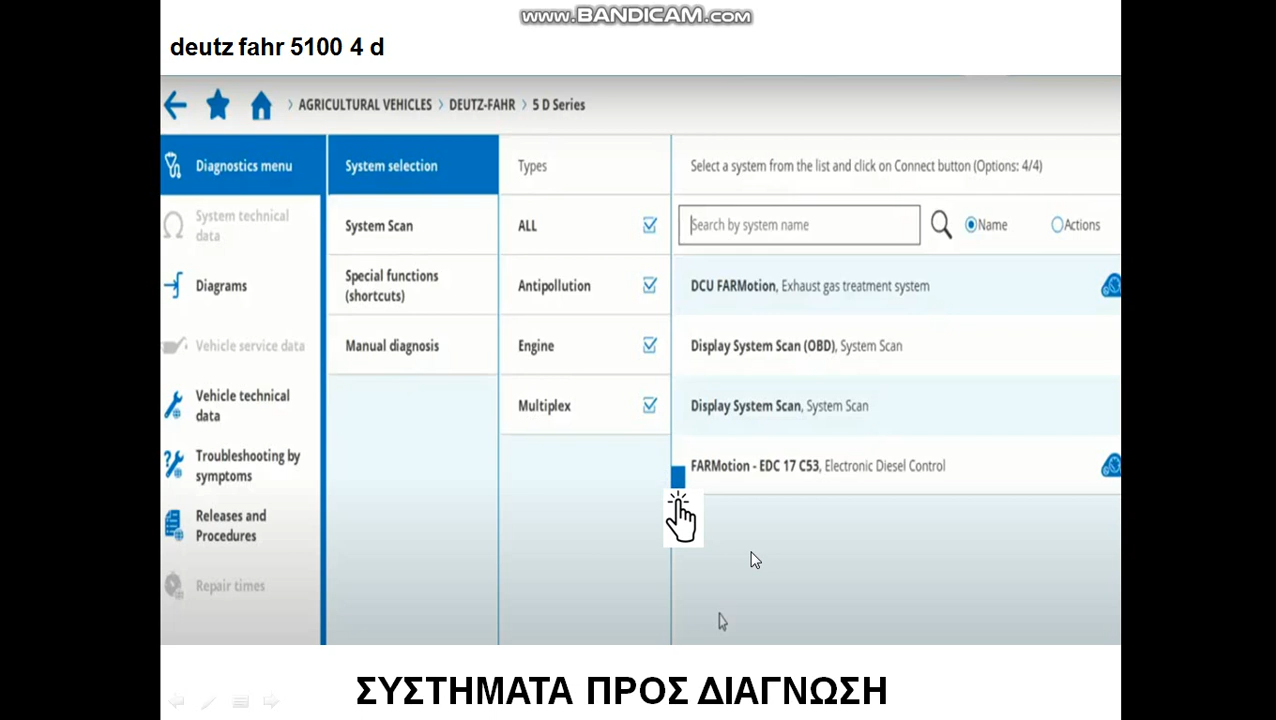 www.BANDICAM.com
deutz fahr 5100 4 d
> AGRICULTURAL VEHICLES > DEUTZ-FAHR > 5 D Series
Diagnostics menu
System technical
data
Diagrams
Vehicle service data
Vehicle technical
data
Troubleshooting by
symptoms
Releases and
Procedures
Repair times
System selection
System Scan
Special functions
(shortcuts)
Manual diagnosis
Types
ALL
Antipollution
Engine
Multiplex
Select a system from the list and click on Connect button (Options: 4/4)
Search by system name
Name
Actions
DCU FARMotion, Exhaust gas treatment system
Display System Scan (OBD), System Scan
Display System Scan, System Scan
FARMotion - EDC 17 C53, Electronic Diesel Control
ΣΥΣΤΗΜΑΤΑ ΠΡΟΣ ΔΙΑΓΝΩΣΗ